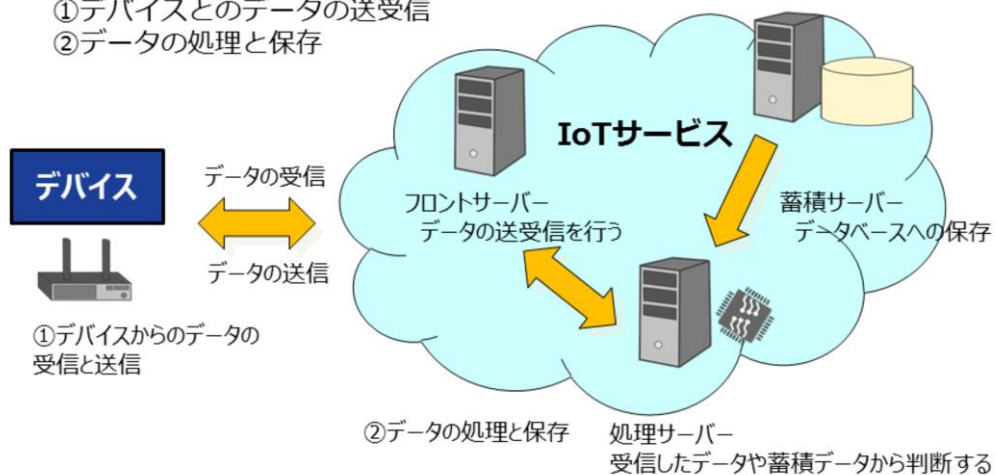 ①デバイスとのデータの送受信
②データの処理と保存
IoTサービス
デバイス
データの受信
データの送信
フロントサーバー
データの送受信を行う
蓄積サーバー
データベースへの保存
①デバイスからのデータの
受信と送信
②データの処理と保存
処理サーバー
受信したデータや蓄積データから判断する